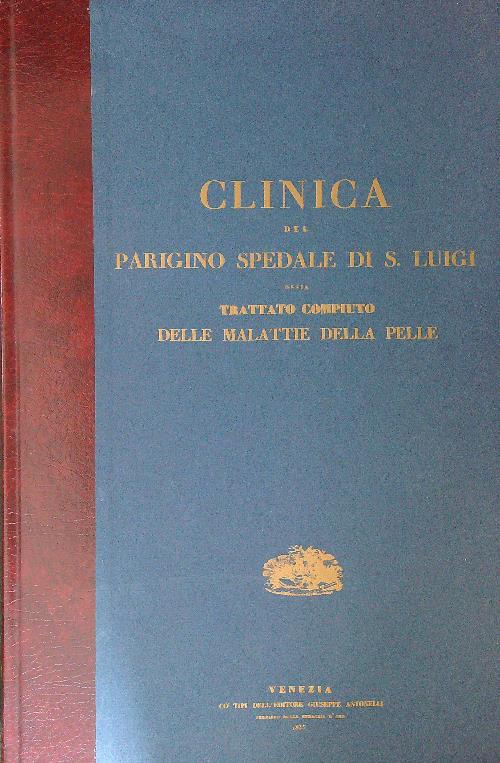 CLINICA
DEL
PARIGINO SPEDALE DI S. LUIGI
OSSIA
TRATTATO COMPIUTO
DELLE MALATTIE DELLA PELLE
VENEZIA
CO' TIPI DELL'EDITORE GIUSEPPE ANTONELLI